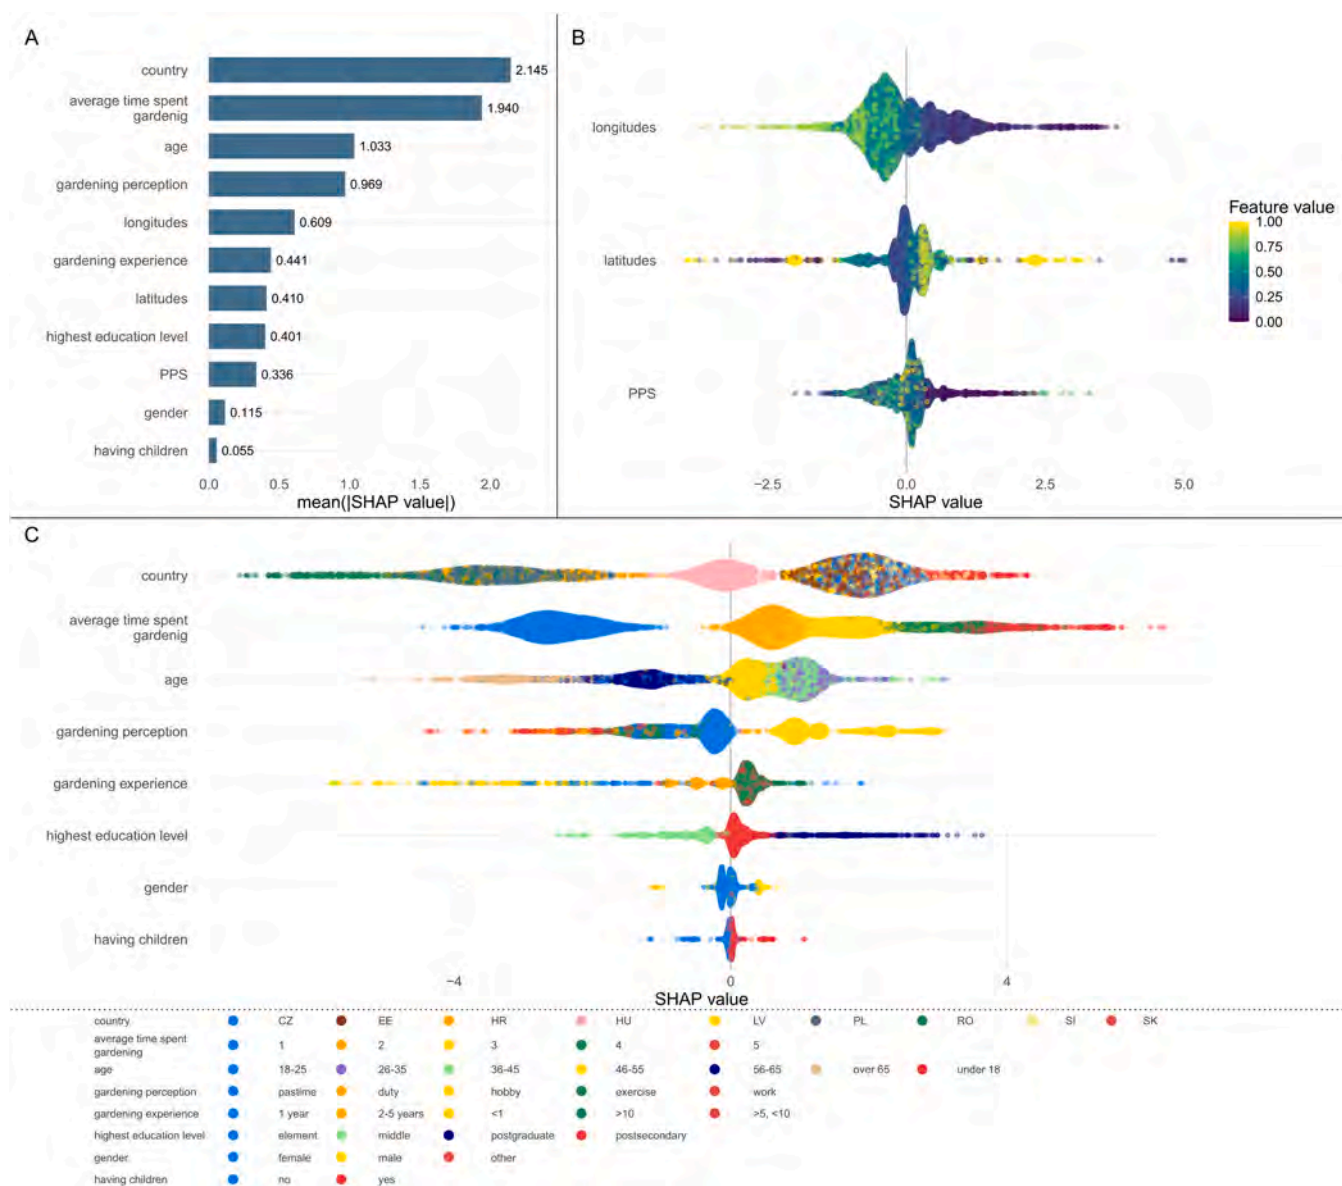 A
country
2.145
average time spent
gardenig
1.940
age
1.033
gardening perception
0.969
longitudes
0.609
gardening experience
0.441
latitudes
0.410
highest education level
0.401
PPS
0.336
gender
0.115
having children
0.055
0.0 0.5 1.0 1.5 2.0
mean(|SHAP value|)
B
longitudes
latitudes
PPS
−2.5 0.0 2.5 5.0
SHAP value
Feature value
1.00
0.75
0.50
0.25
0.00
C
country
average time spent
gardenig
age
gardening perception
gardening experience
highest education level
gender
having children
−4 0 4
SHAP value
country CZ EE HR HU LV PL RO SI SK
average time spent
gardening 1 2 3 4 5
age 18-25 26-35 36-45 46-55 56-65 over 65 under 18
gardening perception pastime duty hobby exercise work
gardening experience 1 year 2-5 years <1 >10 >5, <10
highest education level element middle postgraduate postsecondary
gender female male other
having children no yes